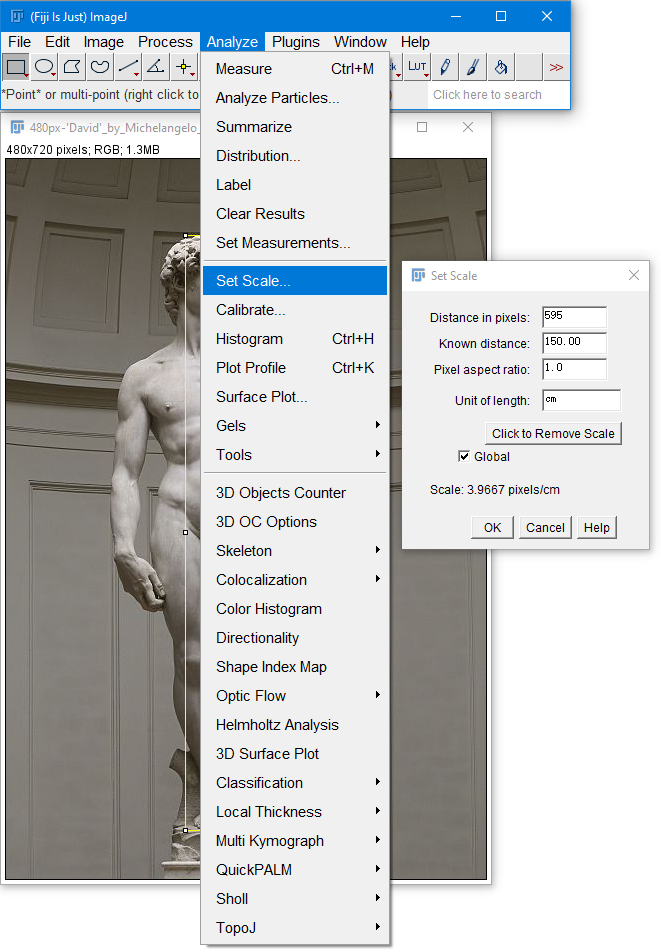 (Fiji Is Just) ImageJ
File Edit Image Process Analyze Plugins Window Help
LUT >>
*Point* or multi-point (right click to
Click here to search
480px-'David'_by_Michelangelo_
480x720 pixels; RGB; 1.3MB
Measure Ctrl+M
Analyze Particles...
Summarize
Distribution...
Label
Clear Results
Set Measurements...
Set Scale...
Calibrate...
Histogram Ctrl+H
Plot Profile Ctrl+K
Surface Plot...
Gels
Tools
3D Objects Counter
3D OC Options
Skeleton
Colocalization
Color Histogram
Directionality
Shape Index Map
Optic Flow
Helmholtz Analysis
3D Surface Plot
Classification
Local Thickness
Multi Kymograph
QuickPALM
Sholl
TopoJ
Set Scale
Distance in pixels: 595
Known distance: 150.00
Pixel aspect ratio: 1.0
Unit of length: cm
Click to Remove Scale
Global
Scale: 3.9667 pixels/cm
OK Cancel Help